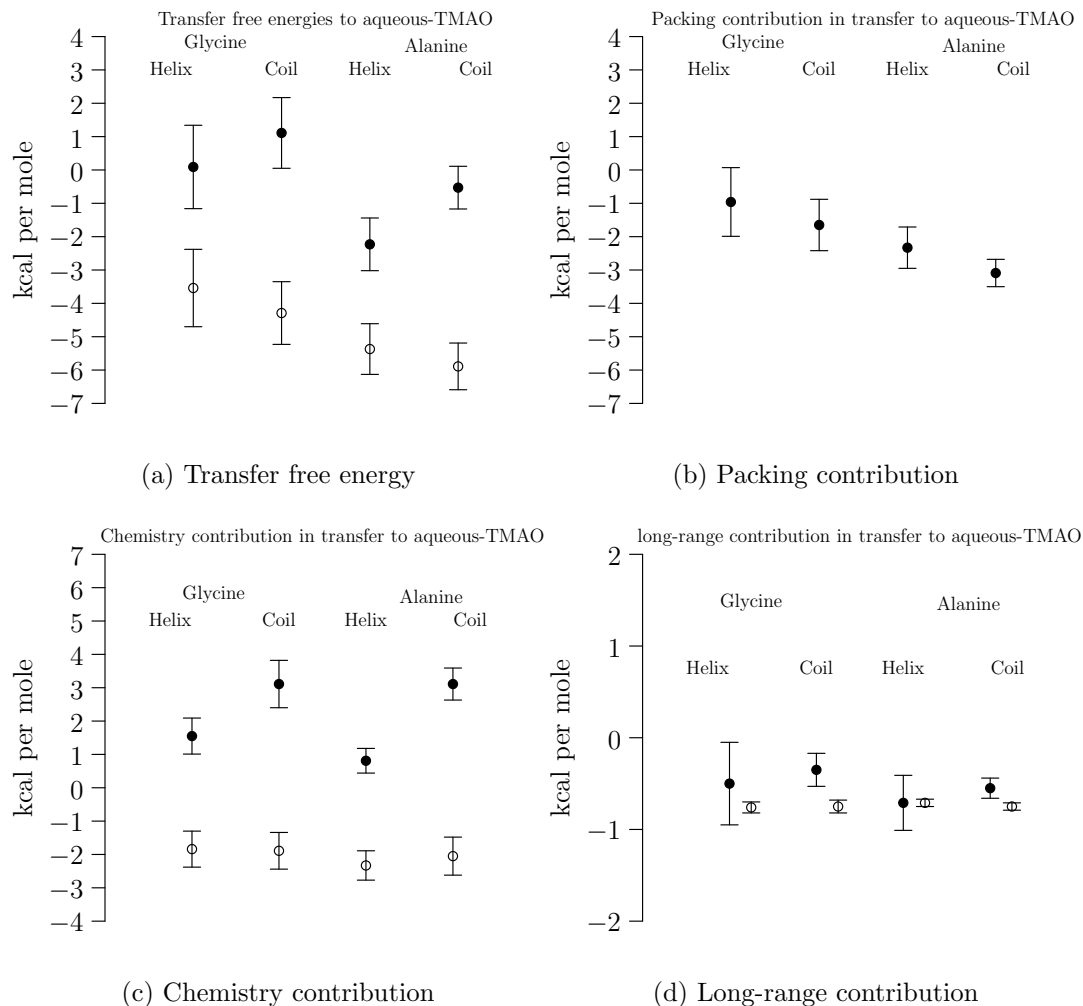 Transfer free energies to aqueous-TMAO
Glycine Alanine
Helix Coil Helix Coil
4
3
2
1
0
−1
−2
−3
−4
−5
−6
−7
kcal per mole
(a) Transfer free energy
Packing contribution in transfer to aqueous-TMAO
Glycine Alanine
Helix Coil Helix Coil
4
3
2
1
0
−1
−2
−3
−4
−5
−6
−7
kcal per mole
(b) Packing contribution
Chemistry contribution in transfer to aqueous-TMAO
Glycine Alanine
Helix Coil Helix Coil
7
6
5
4
3
2
1
0
−1
−2
−3
−4
kcal per mole
(c) Chemistry contribution
long-range contribution in transfer to aqueous-TMAO
Glycine Alanine
Helix Coil Helix Coil
2
1
0
−1
−2
kcal per mole
(d) Long-range contribution